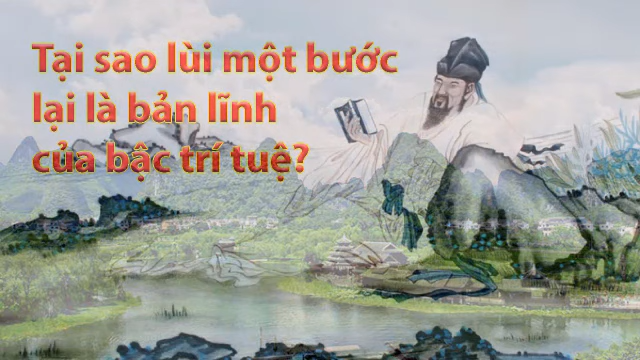 Tại sao lùi một bước
lại là bản lĩnh
của bậc trí tuệ?